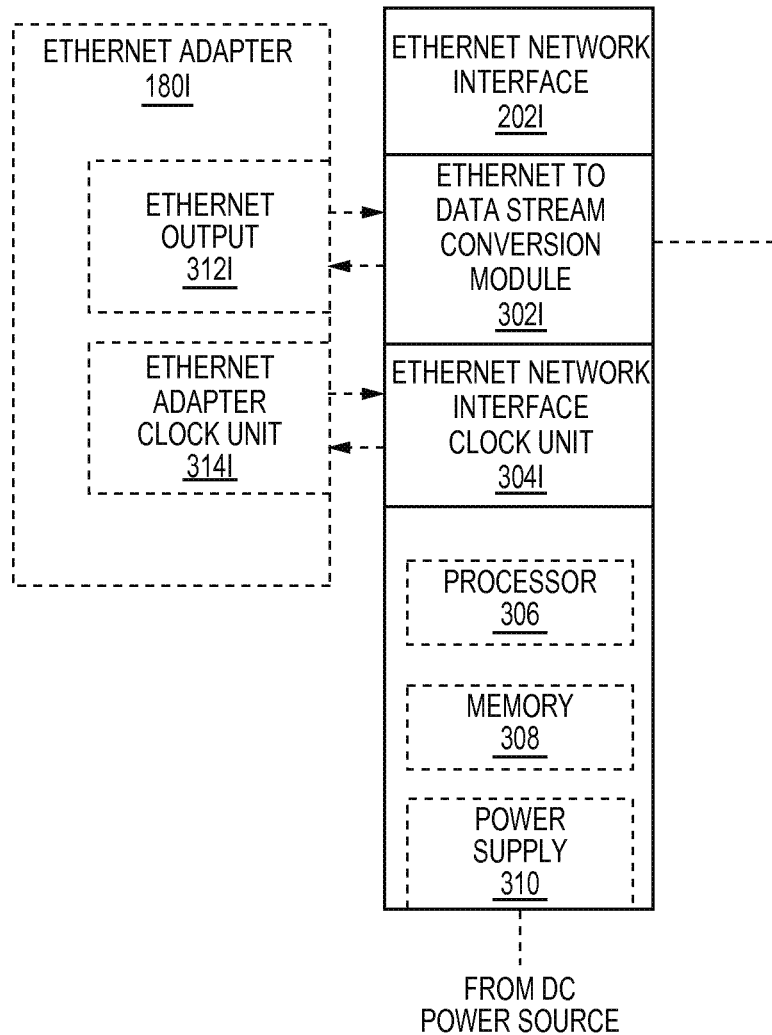 ETHERNET ADAPTER
180I
ETHERNET
OUTPUT
312I
ETHERNET
ADAPTER
CLOCK UNIT
314I
ETHERNET NETWORK
INTERFACE
202I
ETHERNET TO
DATA STREAM
CONVERSION
MODULE
302I
ETHERNET NETWORK
INTERFACE
CLOCK UNIT
304I
PROCESSOR
306
MEMORY
308
POWER
SUPPLY
310
FROM DC
POWER SOURCE